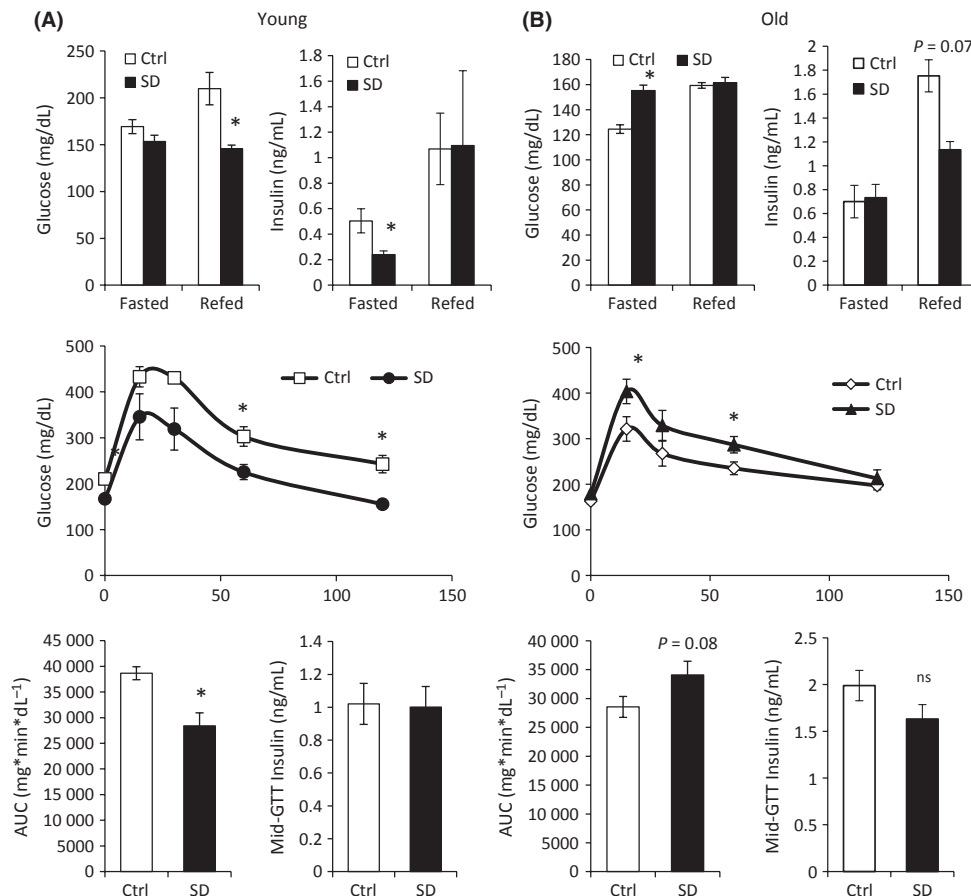 (A)
Young
Glucose (mg/dL)
250
200
150
100
50
0
Ctrl
SD
*
Fasted
Refed
Insulin (ng/mL)
1.8
1.6
1.4
1.2
1
0.8
0.6
0.4
0.2
0
Ctrl
SD
*
Fasted
Refed
(B)
Old
Glucose (mg/dL)
180
160
140
120
100
80
60
40
20
0
Ctrl
SD
*
Fasted
Refed
Insulin (ng/mL)
2
1.8
1.6
1.4
1.2
1
0.8
0.6
0.4
0.2
0
Ctrl
SD
P = 0.07
Fasted
Refed
Glucose (mg/dL)
500
400
300
200
100
0
Ctrl
SD
*
*
*
0
50
100
150
Glucose (mg/dL)
500
400
300
200
100
0
*
*
Ctrl
SD
0
50
100
150
AUC (mg*min*dL−1)
45 000
40 000
35 000
30 000
25 000
20 000
15 000
10 000
5000
0
*
Ctrl
SD
Mid-GTT Insulin (ng/mL)
1.4
1.2
1
0.8
0.6
0.4
0.2
0
Ctrl
SD
AUC (mg*min*dL−1)
40 000
35 000
30 000
25 000
20 000
15 000
10 000
5000
0
P = 0.08
Ctrl
SD
Mid-GTT Insulin (ng/mL)
2.5
2
1.5
1
0.5
0
ns
Ctrl
SD